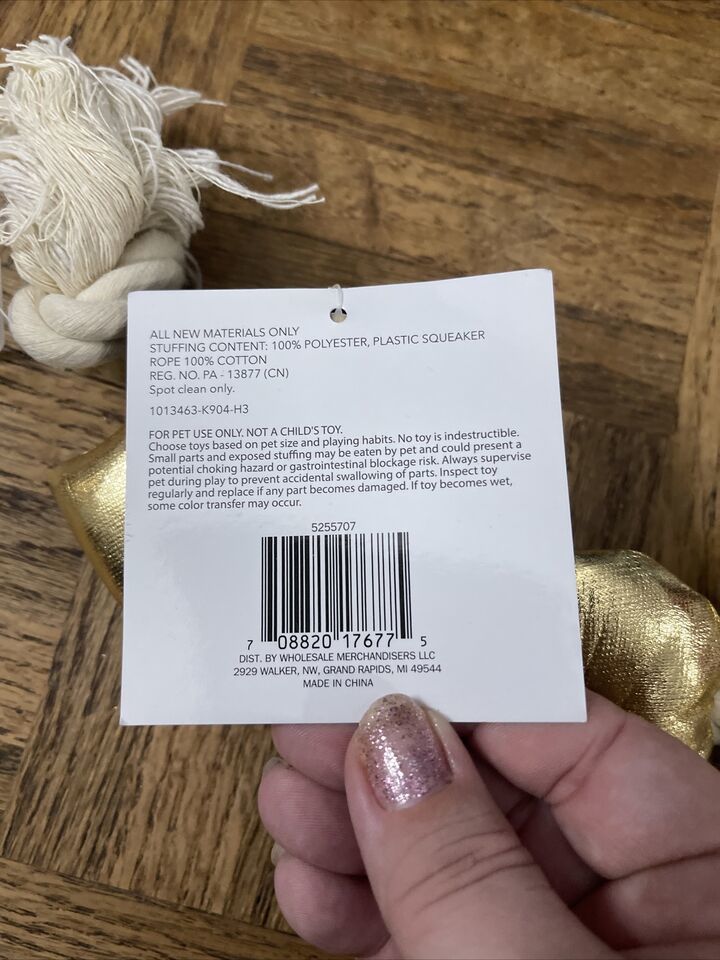 ALL NEW MATERIALS ONLY
STUFFING CONTENT: 100% POLYESTER, PLASTIC SQUEAKER
ROPE 100% COTTON
REG. NO. PA - 13877 (CN)
Spot clean only.
1013463-K904-H3
FOR PET USE ONLY. NOT A CHILD'S TOY.
Choose toys based on pet size and playing habits. No toy is indestructible.
Small parts and exposed stuffing may be eaten by pet and could present a
potential choking hazard or gastrointestinal blockage risk. Always supervise
pet during play to prevent accidental swallowing of parts. Inspect toy
regularly and replace if any part becomes damaged. If toy becomes wet,
some color transfer may occur.
5255707
7 08820 17677 5
DIST. BY WHOLESALE MERCHANDISERS LLC
2929 WALKER, NW, GRAND RAPIDS, MI 49544
MADE IN CHINA